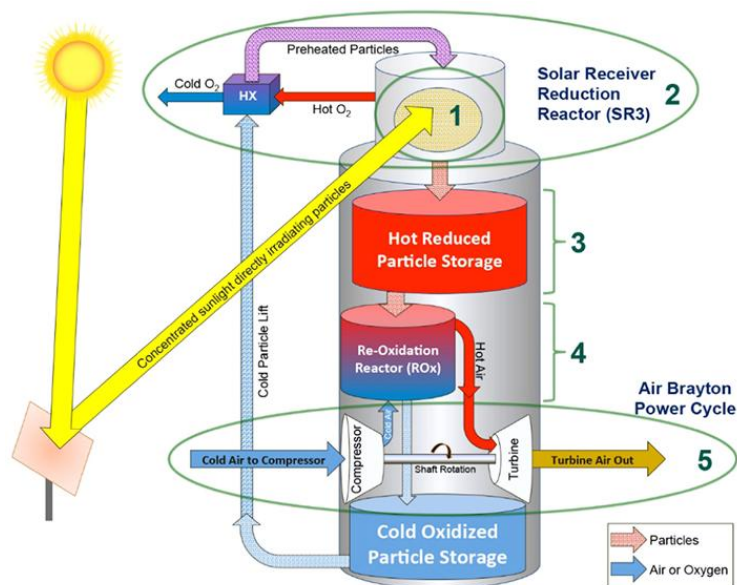 Preheated Particles
Cold O₂
HX
Hot O₂
1
Solar Receiver
Reduction
Reactor (SR3)
2
Concentrated sunlight directly irradiating particles
Hot Reduced
Particle Storage
3
Cold Particle Lift
Re-Oxidation
Reactor (ROx)
Hot Air
4
Air Brayton
Power Cycle
Cold Air to Compressor
Compressor
Cold Air
Shaft Rotation
Turbine
Turbine Air Out
5
Cold Oxidized
Particle Storage
Particles
Air or Oxygen